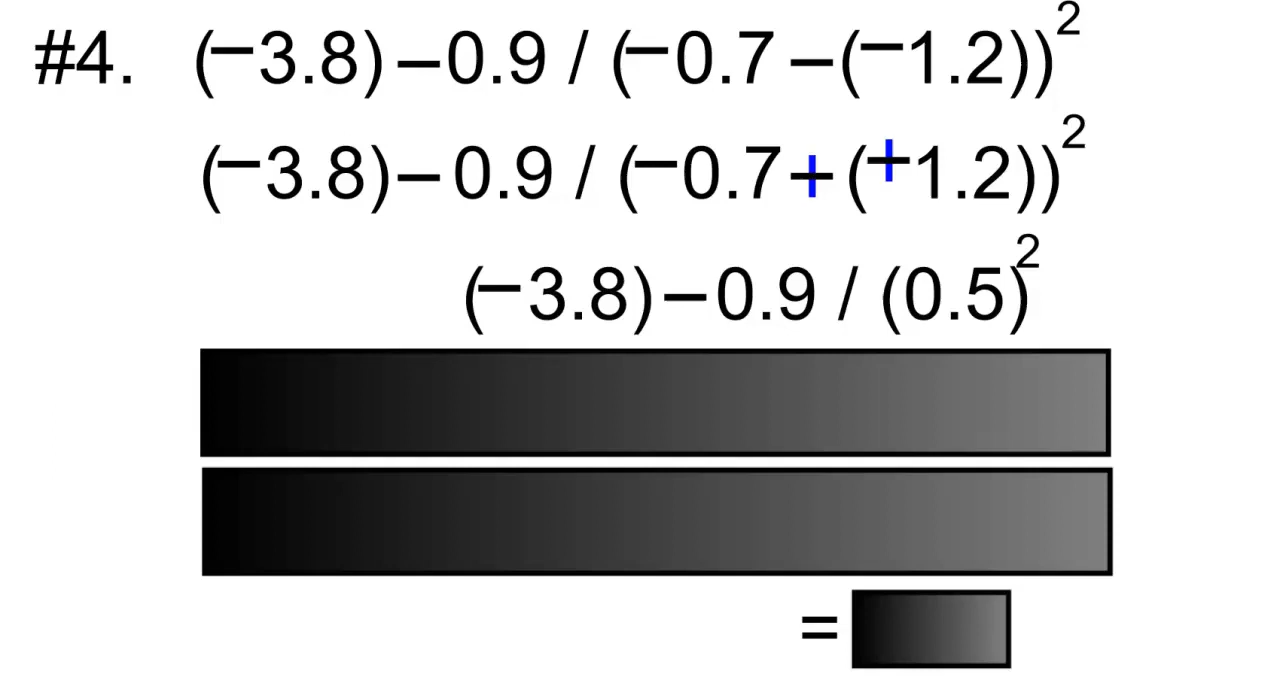 #4. (⁻3.8)–0.9 / (⁻0.7–(⁻1.2))²
(⁻3.8)–0.9 / (⁻0.7+(⁺1.2))²
(⁻3.8)–0.9 / (0.5)²
=